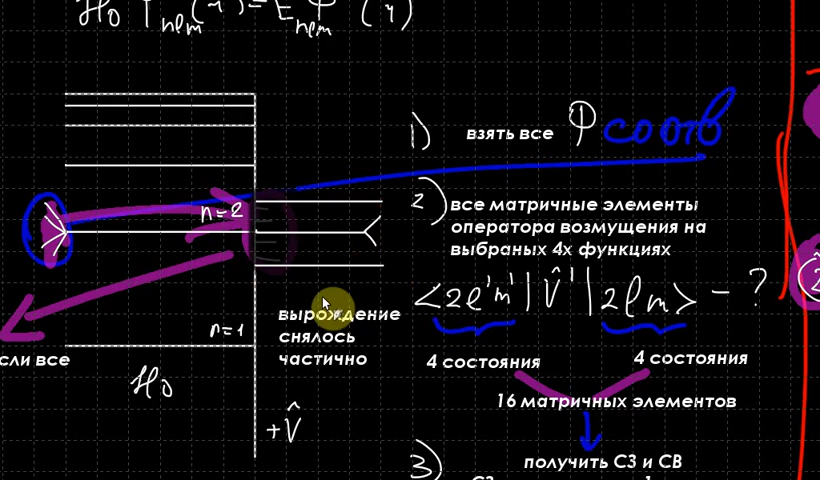 1) взять все Φ соотв
2) все матричные элементы
оператора возмущения на
выбраных 4х функциях
<2l'm'| V̂' |2lm> - ?
4 состояния 4 состояния
16 матричных элементов
получить СЗ и СВ
3)
n=2
n=1
H0
+V̂
вырождение
снялось
частично
сли все